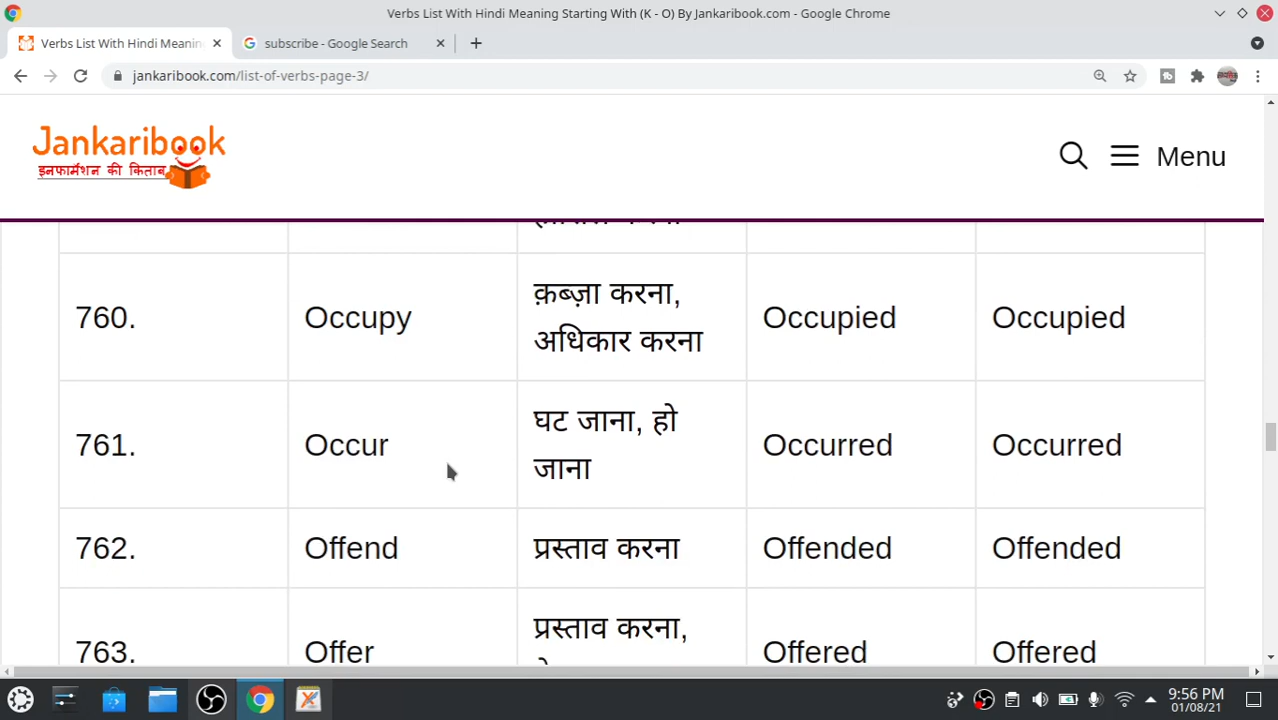 Verbs List With Hindi Meaning Starting With (K - O) By Jankaribook.com - Google Chrome
Verbs List With Hindi Meaning
subscribe - Google Search
jankaribook.com/list-of-verbs-page-3/
Jankaribook
इनफार्मेशन की किताब
Menu
760. Occupy क़ब्ज़ा करना, अधिकार करना Occupied Occupied
761. Occur घट जाना, हो जाना Occurred Occurred
762. Offend प्रस्ताव करना Offended Offended
763. Offer प्रस्ताव करना, Offered Offered
9:56 PM
01/08/21